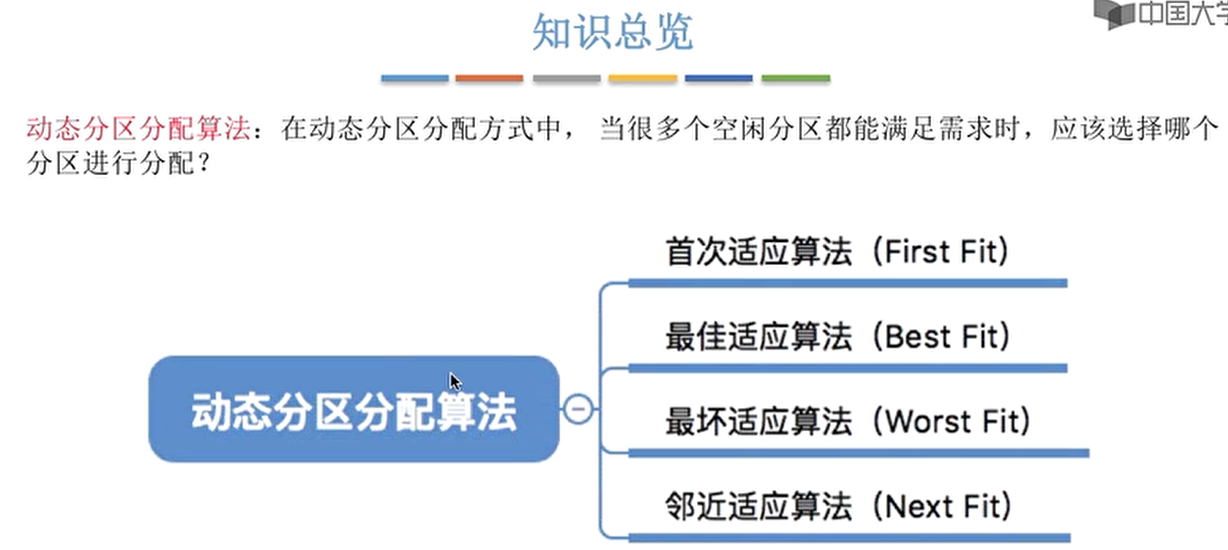 中国大学
知识总览
动态分区分配算法：在动态分区分配方式中， 当很多个空闲分区都能满足需求时，应该选择哪个
分区进行分配？
首次适应算法（First Fit）
最佳适应算法（Best Fit）
动态分区分配算法
最坏适应算法（Worst Fit）
邻近适应算法（Next Fit）